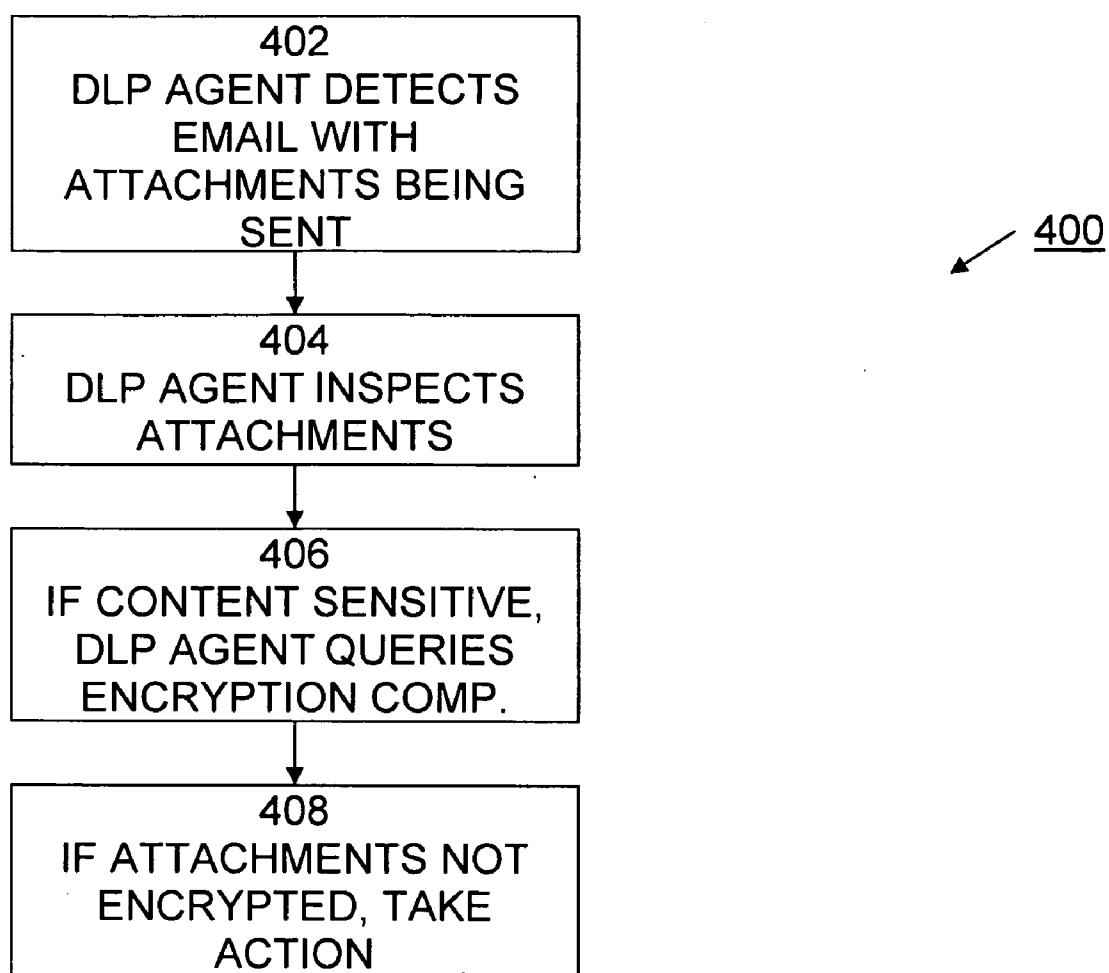 402
DLP AGENT DETECTS
EMAIL WITH
ATTACHMENTS BEING
SENT
400
404
DLP AGENT INSPECTS
ATTACHMENTS
406
IF CONTENT SENSITIVE,
DLP AGENT QUERIES
ENCRYPTION COMP.
408
IF ATTACHMENTS NOT
ENCRYPTED, TAKE
ACTION